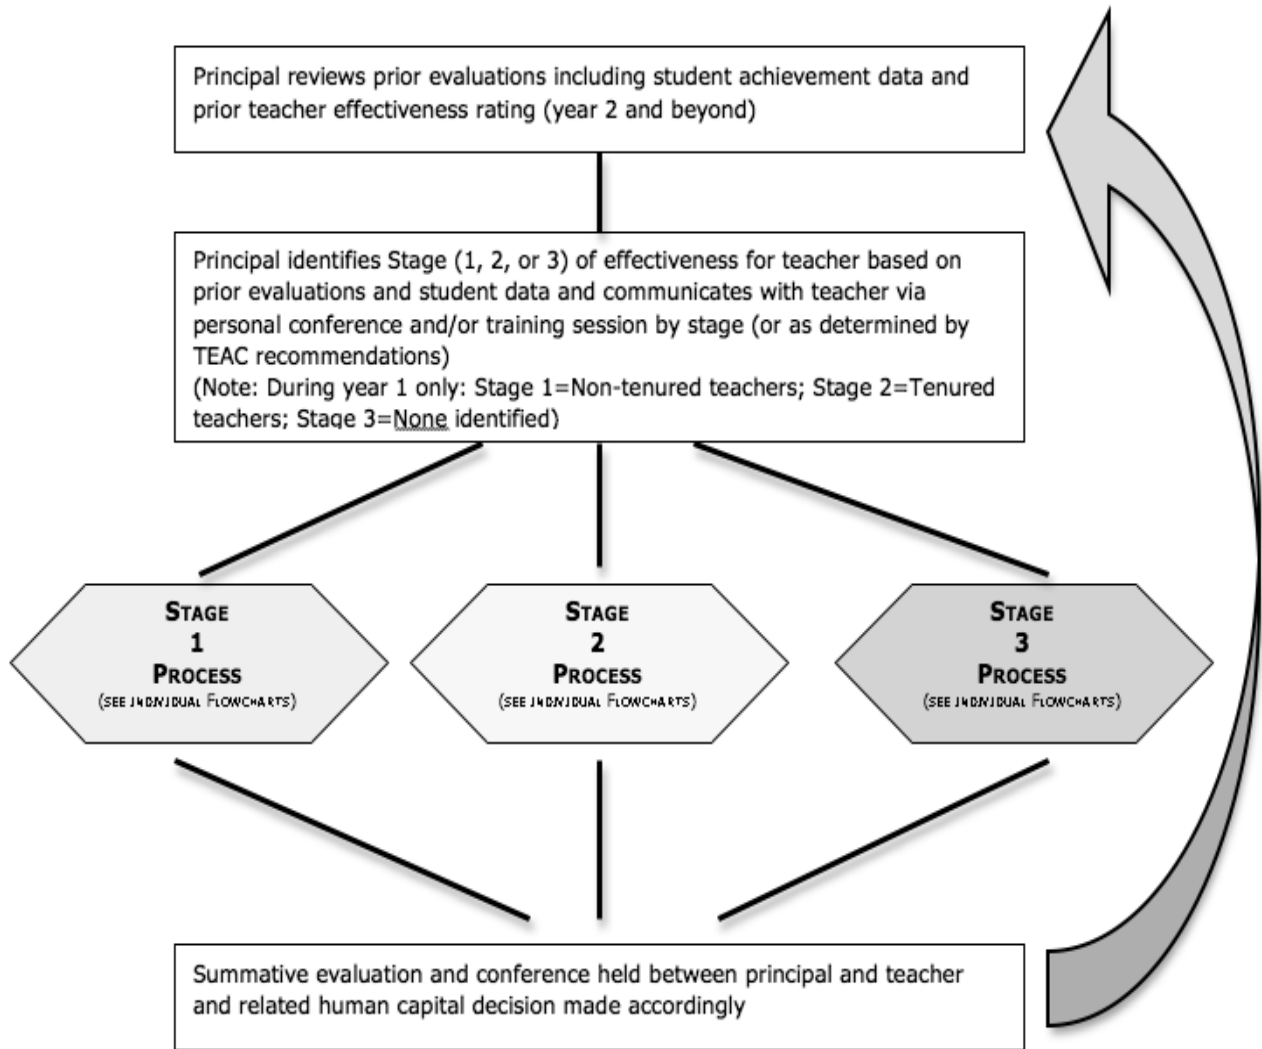 Principal reviews prior evaluations including student achievement data and
prior teacher effectiveness rating (year 2 and beyond)
Principal identifies Stage (1, 2, or 3) of effectiveness for teacher based on
prior evaluations and student data and communicates with teacher via
personal conference and/or training session by stage (or as determined by
TEAC recommendations)
(Note: During year 1 only: Stage 1=Non-tenured teachers; Stage 2=Tenured
teachers; Stage 3=None identified)
STAGE
1
PROCESS
(SEE INDIVIDUAL FLOWCHARTS)
STAGE
2
PROCESS
(SEE INDIVIDUAL FLOWCHARTS)
STAGE
3
PROCESS
(SEE INDIVIDUAL FLOWCHARTS)
Summative evaluation and conference held between principal and teacher
and related human capital decision made accordingly